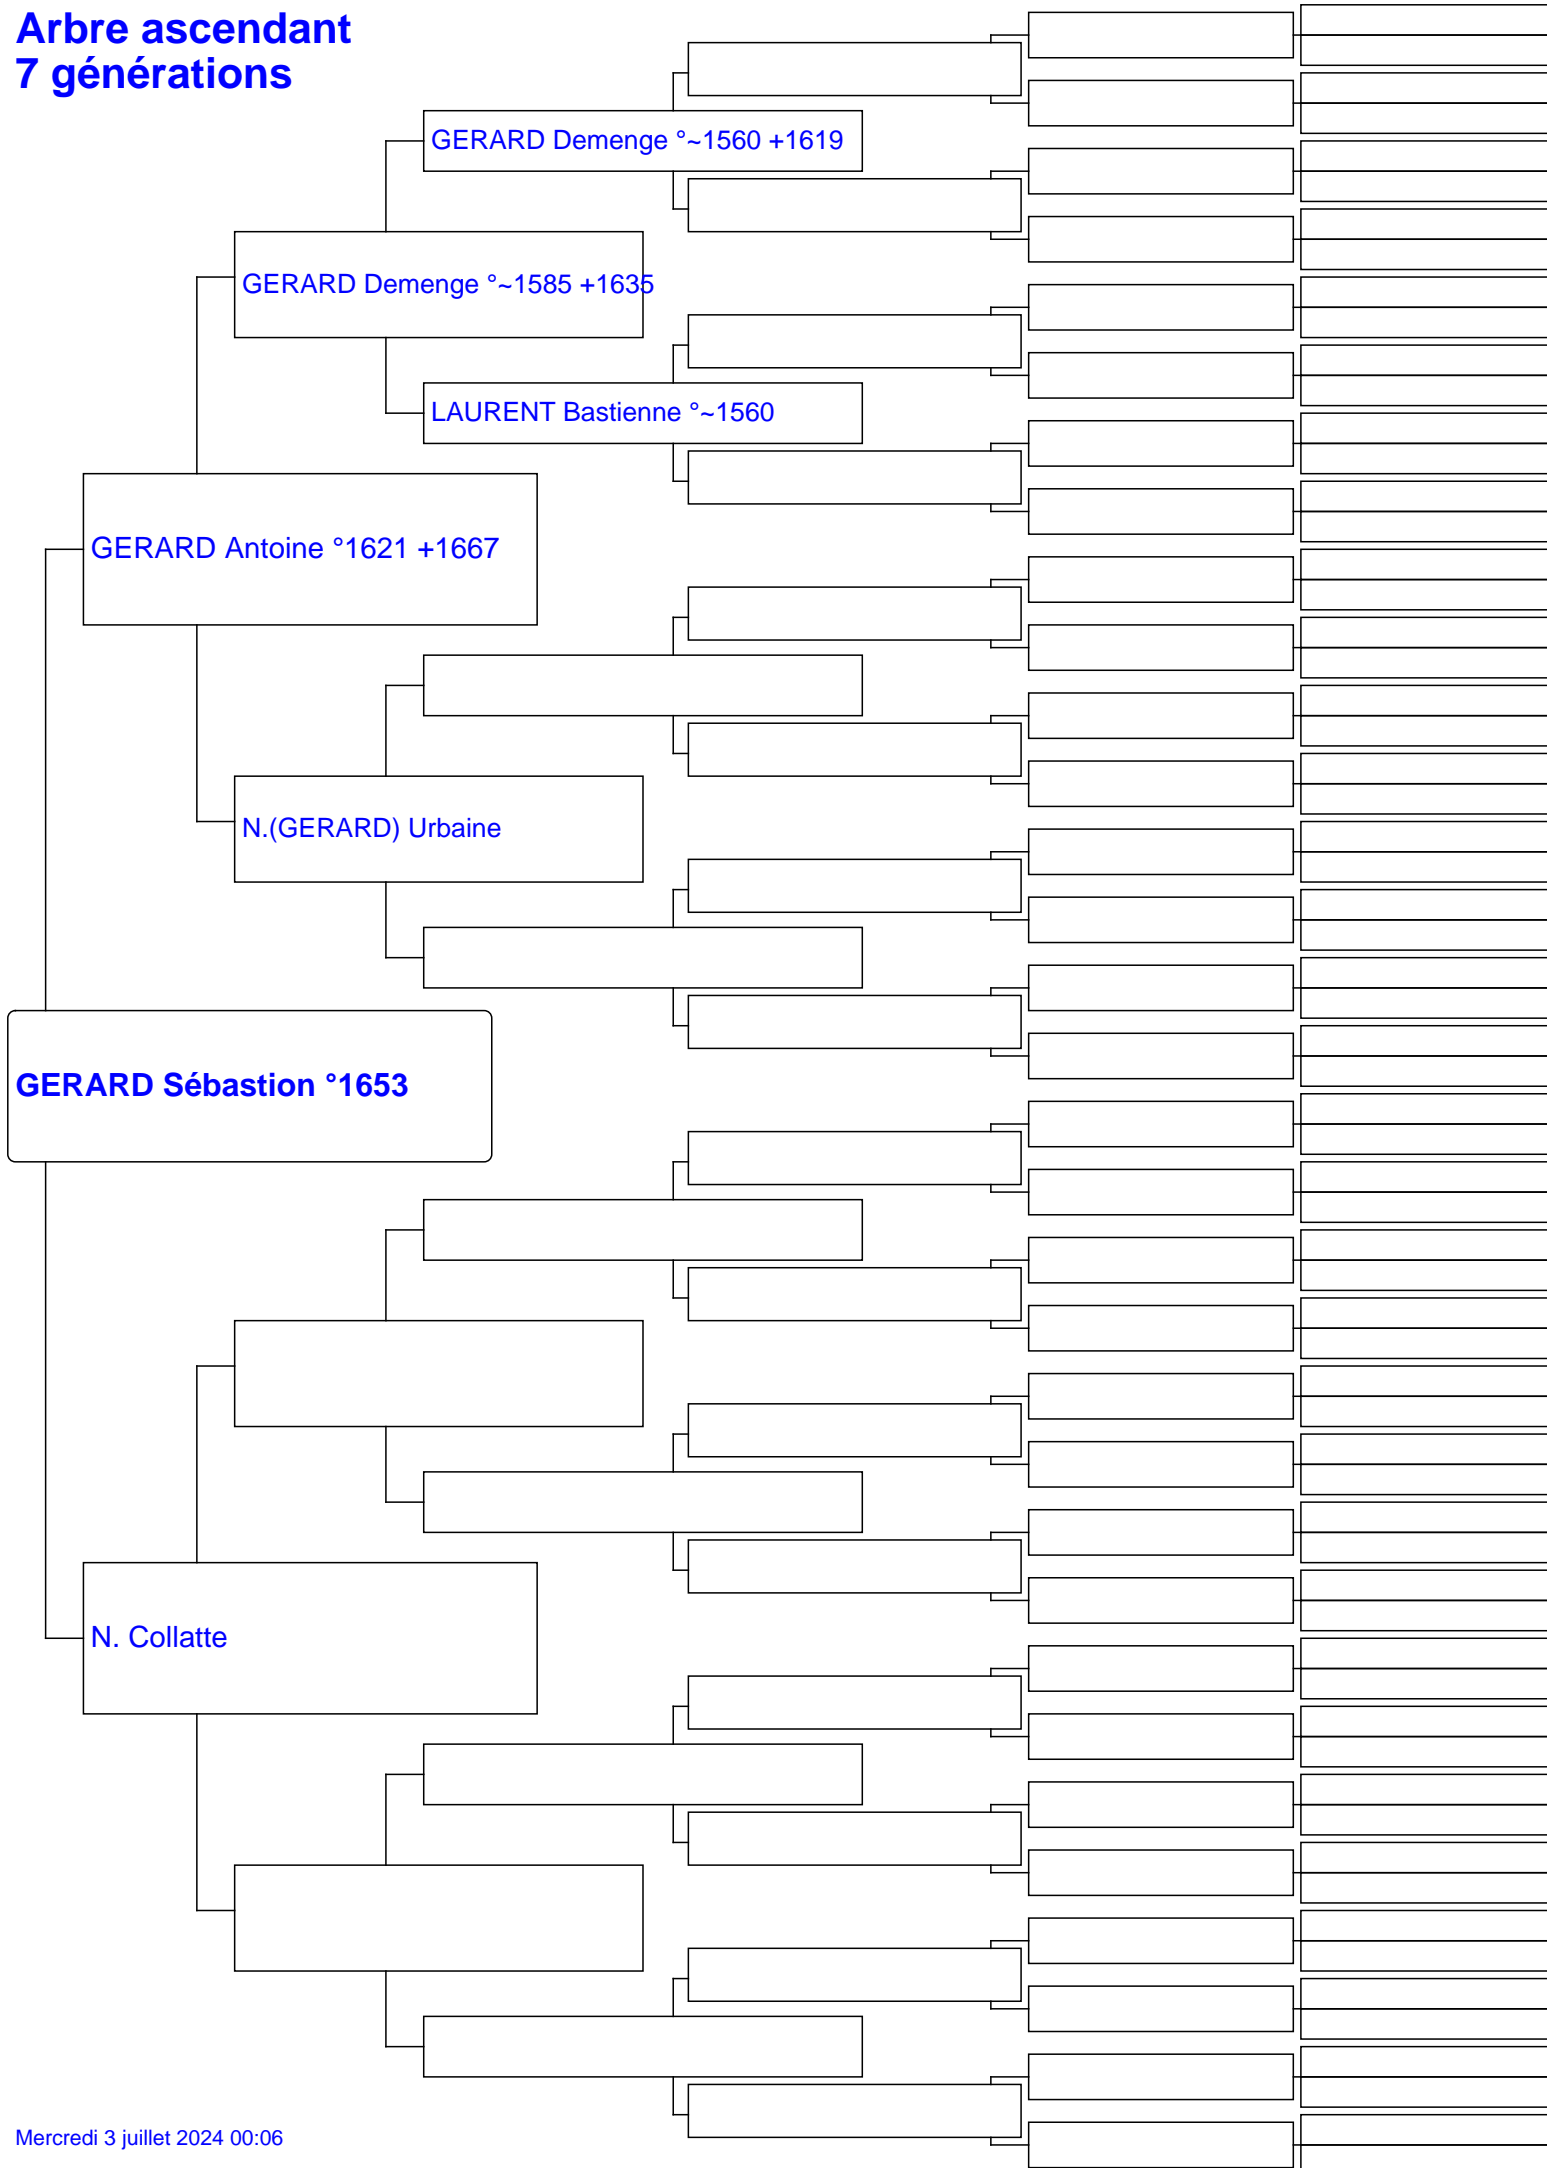 Arbre ascendant
7 générations
GERARD Demenge °~1560 +1619
GERARD Demenge °~1585 +1635
LAURENT Bastienne °~1560
GERARD Antoine °1621 +1667
N.(GERARD) Urbaine
GERARD Sébastion °1653
N. Collatte
Mercredi 3 juillet 2024 00:06